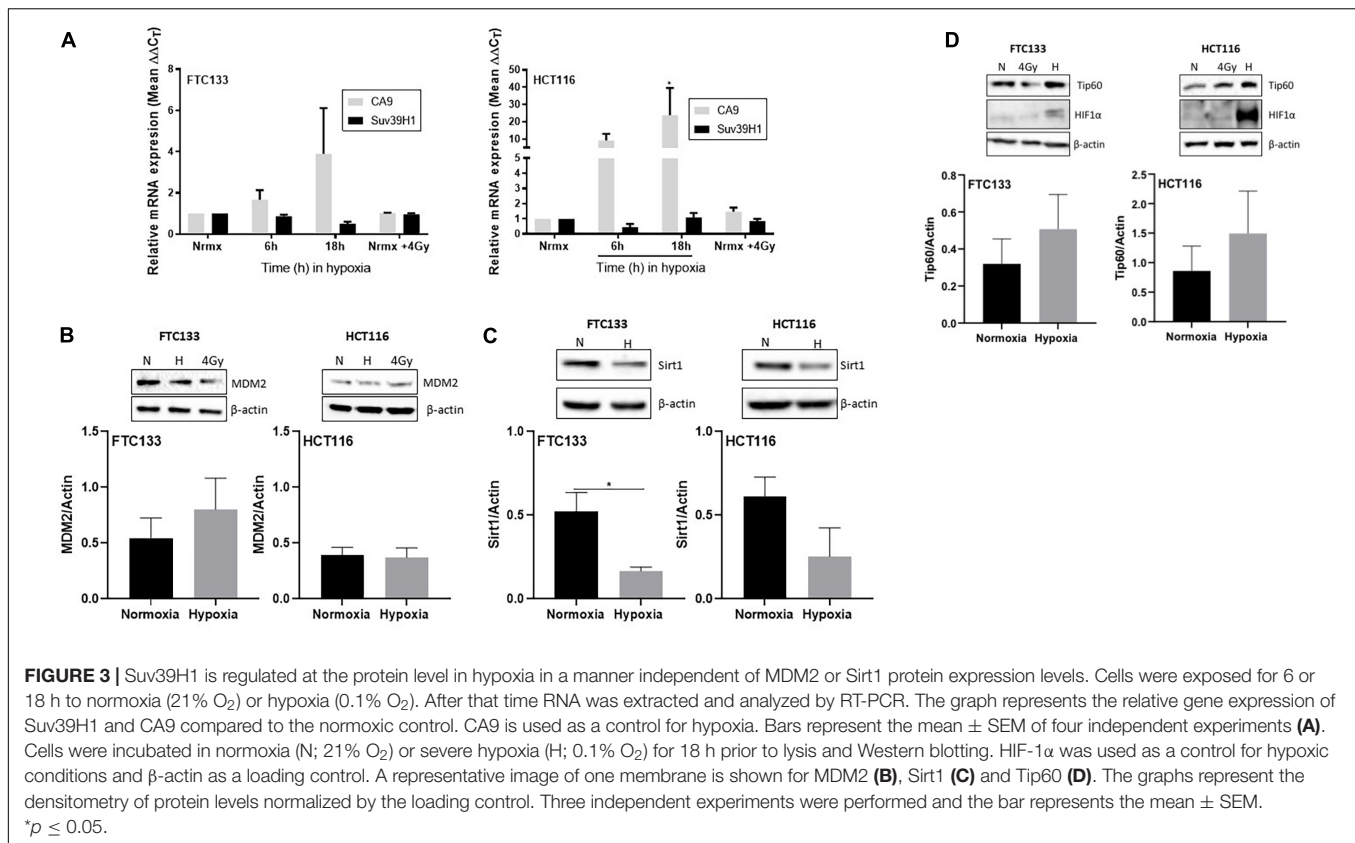 A
FTC133
Relative mRNA expresion (Mean ΔΔCT)
8
6
4
2
0
CA9
Suv39H1
Nrmx 6h 18h Nrmx +4Gy
Time (h) in hypoxia
HCT116
Relative mRNA expresion (Mean ΔΔCT)
50
40
30
20
10
5
4
3
2
1
0
*
CA9
Suv39H1
Nrmx 6h 18h Nrmx +4Gy
Time (h) in hypoxia
D
FTC133
N 4Gy H
Tip60
HIF1α
β-actin
HCT116
N 4Gy H
Tip60
HIF1α
β-actin
FTC133
Tip60/Actin
0.6
0.4
0.2
0.0
Normoxia Hypoxia
HCT116
Tip60/Actin
2.5
2.0
1.5
1.0
0.5
0.0
Normoxia Hypoxia
B
FTC133
N H 4Gy
MDM2
β-actin
HCT116
N H 4Gy
MDM2
β-actin
FTC133
MDM2/Actin
1.5
1.0
0.5
0.0
Normoxia Hypoxia
HCT116
MDM2/Actin
1.5
1.0
0.5
0.0
Normoxia Hypoxia
C
FTC133
N H
Sirt1
β-actin
HCT116
N H
Sirt1
β-actin
FTC133
Sirt1/Actin
1.0
0.5
0.0
*
Normoxia Hypoxia
HCT116
Sirt1/Actin
1.0
0.5
0.0
Normoxia Hypoxia
FIGURE 3 | Suv39H1 is regulated at the protein level in hypoxia in a manner independent of MDM2 or Sirt1 protein expression levels. Cells were exposed for 6 or
18 h to normoxia (21% O2) or hypoxia (0.1% O2). After that time RNA was extracted and analyzed by RT-PCR. The graph represents the relative gene expression of
Suv39H1 and CA9 compared to the normoxic control. CA9 is used as a control for hypoxia. Bars represent the mean ± SEM of four independent experiments (A).
Cells were incubated in normoxia (N; 21% O2) or severe hypoxia (H; 0.1% O2) for 18 h prior to lysis and Western blotting. HIF-1α was used as a control for hypoxic
conditions and β-actin as a loading control. A representative image of one membrane is shown for MDM2 (B), Sirt1 (C) and Tip60 (D). The graphs represent the
densitometry of protein levels normalized by the loading control. Three independent experiments were performed and the bar represents the mean ± SEM.
*p ≤ 0.05.